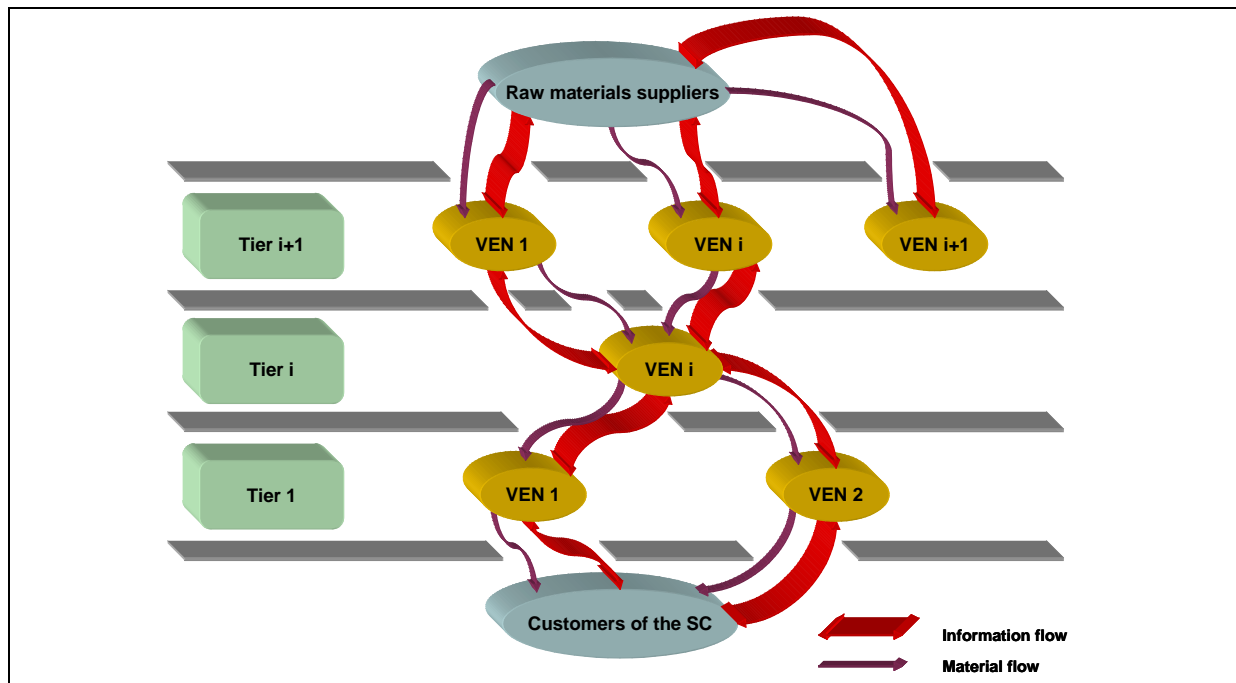 Raw materials suppliers
Tier i+1
VEN 1
VEN i
VEN i+1
Tier i
VEN i
Tier 1
VEN 1
VEN 2
Customers of the SC
Information flow
Material flow